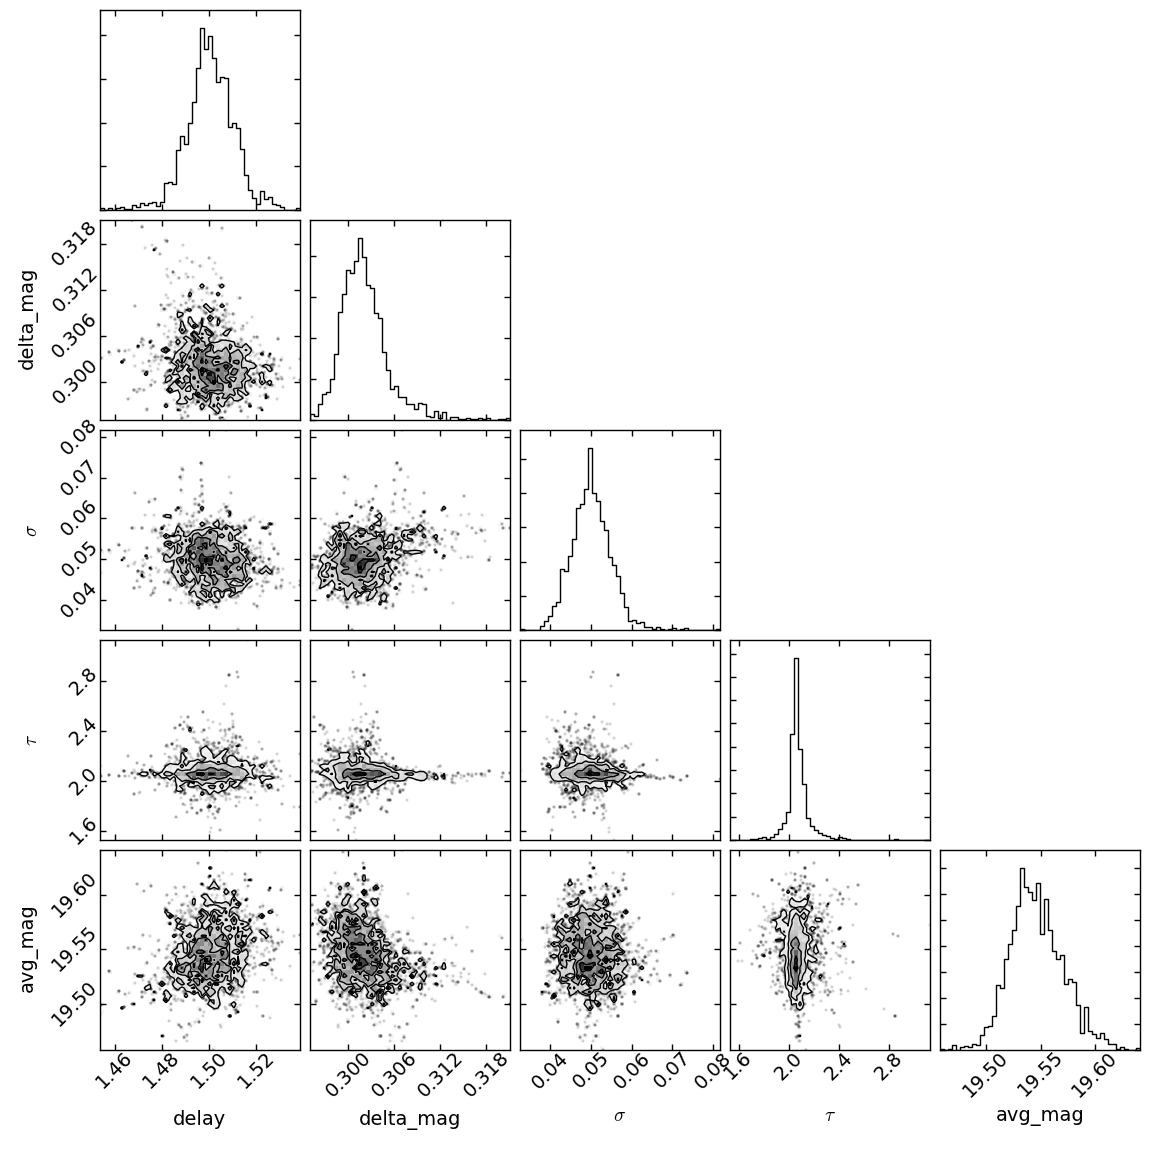 0.318
0.312
0.306
0.300
delta_mag
0.08
0.07
0.06
0.05
0.04
σ
2.8
2.4
2.0
1.6
τ
19.60
19.55
19.50
avg_mag
1.46 1.48 1.50 1.52
0.300 0.306 0.312 0.318
0.04 0.05 0.06 0.07 0.08
1.6 2.0 2.4 2.8
19.50 19.55 19.60
delay delta_mag σ τ avg_mag